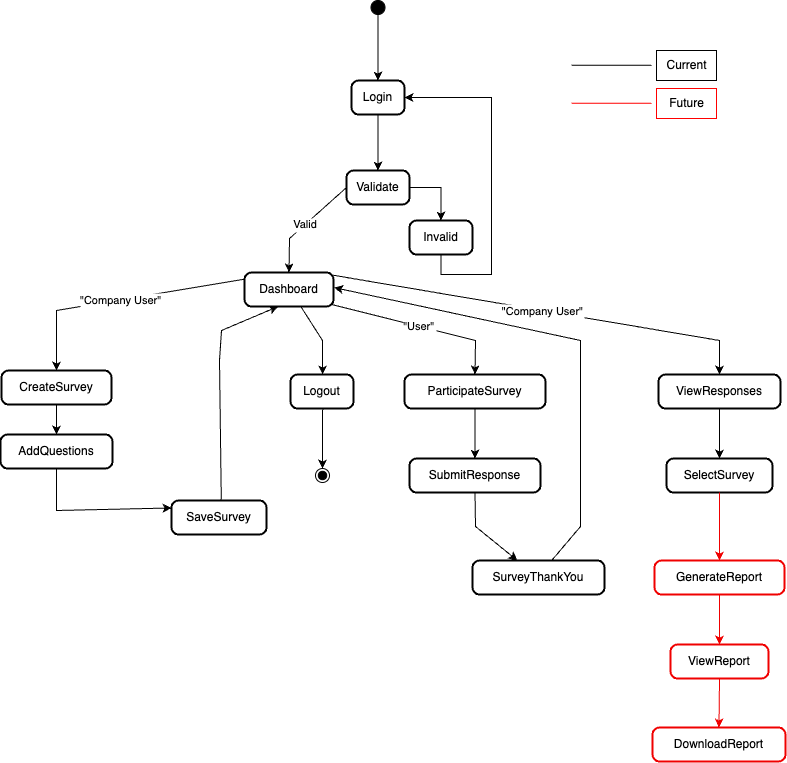 Current
Login
Future
Validate
Valid
Invalid
Dashboard
"Company User"
"Company User"
"User"
CreateSurvey
Logout
ParticipateSurvey
ViewResponses
AddQuestions
SubmitResponse
SelectSurvey
SaveSurvey
SurveyThankYou
GenerateReport
ViewReport
DownloadReport